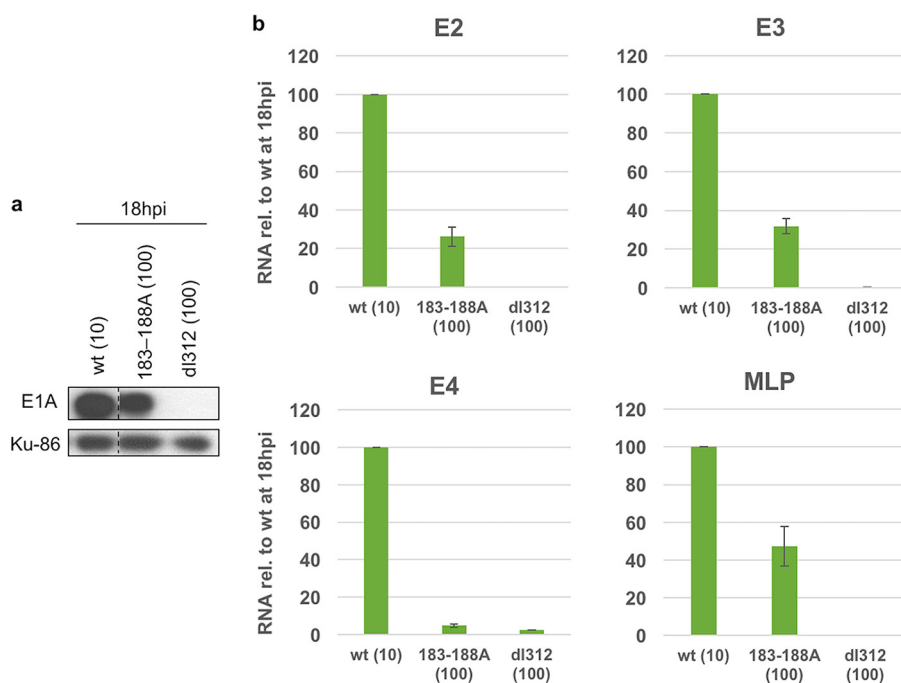 a
18hpi
wt (10)
183–188A (100)
dl312 (100)
E1A
Ku-86
b
E2
RNA rel. to wt at 18hpi
120
100
80
60
40
20
0
wt (10)
183-188A
(100)
dl312
(100)
E3
120
100
80
60
40
20
0
wt (10)
183-188A
(100)
dl312
(100)
E4
RNA rel. to wt at 18hpi
120
100
80
60
40
20
0
wt (10)
183-188A
(100)
dl312
(100)
MLP
120
100
80
60
40
20
0
wt (10)
183-188A
(100)
dl312
(100)